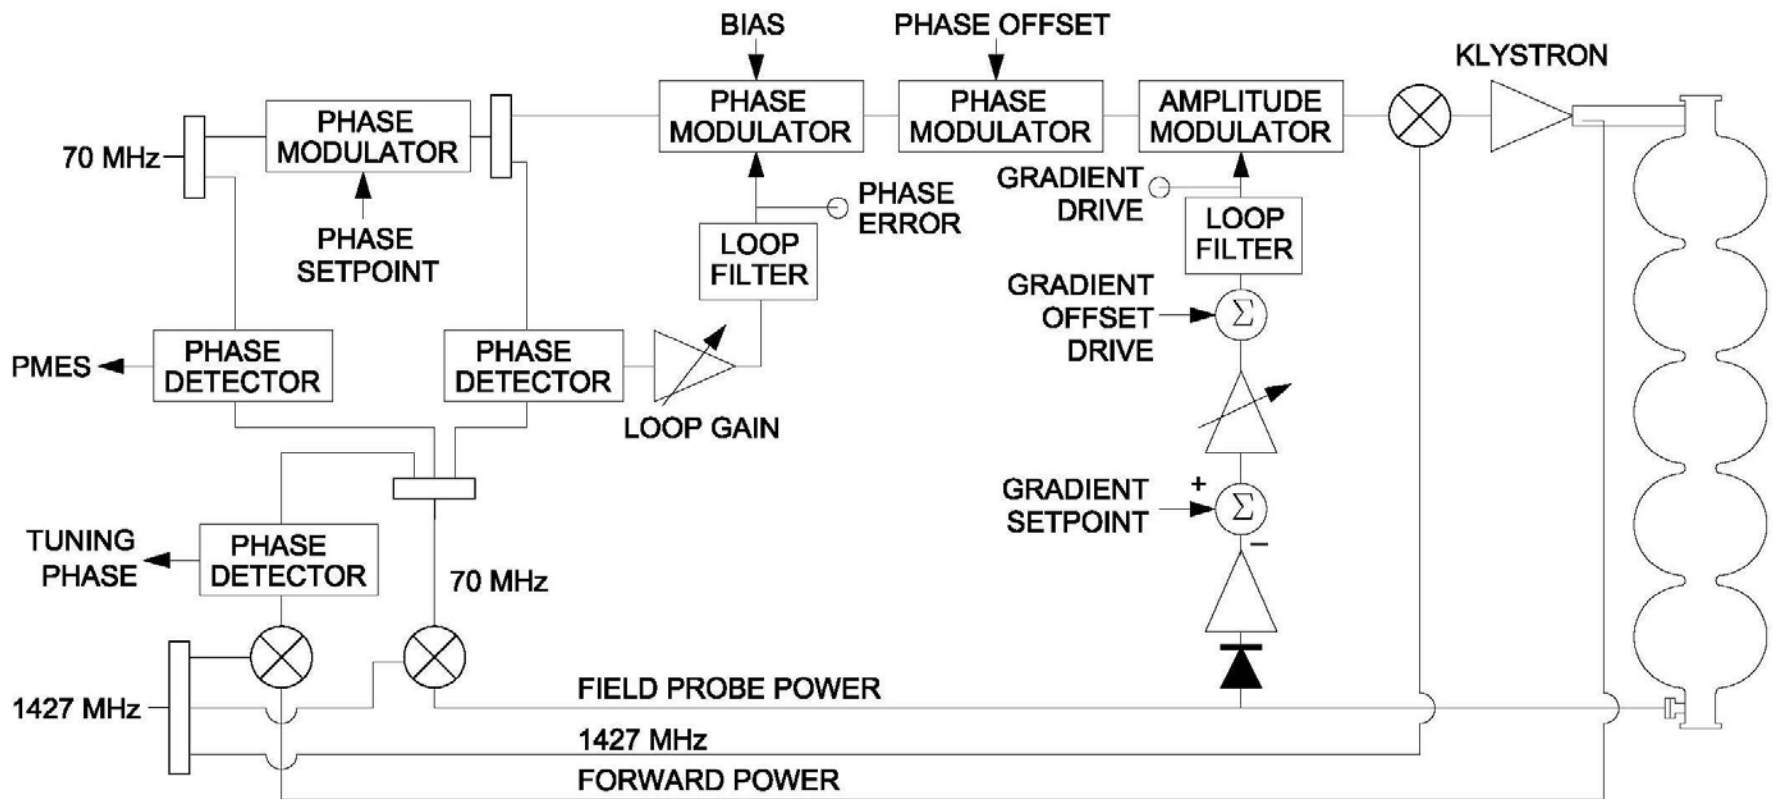 BIAS
PHASE OFFSET
KLYSTRON
PHASE
MODULATOR
PHASE
MODULATOR
PHASE
MODULATOR
AMPLITUDE
MODULATOR
70 MHz
PHASE
SETPOINT
PHASE
ERROR
GRADIENT
DRIVE
LOOP
FILTER
LOOP
FILTER
GRADIENT
OFFSET
DRIVE
Σ
PMES
PHASE
DETECTOR
PHASE
DETECTOR
LOOP GAIN
GRADIENT
SETPOINT
+
Σ
−
TUNING
PHASE
PHASE
DETECTOR
70 MHz
1427 MHz
FIELD PROBE POWER
1427 MHz
FORWARD POWER